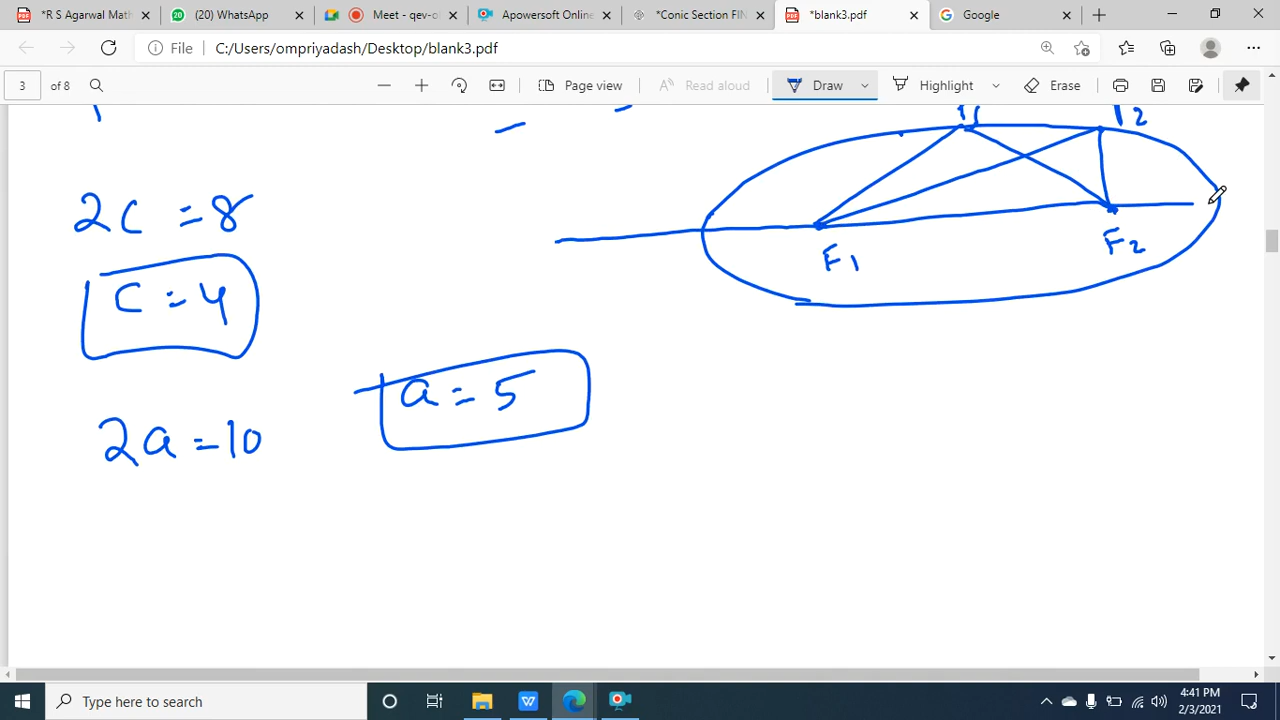 *R S Agarwal Math
(20) WhatsApp
Meet - qev-o
Apowersoft Online
*Conic Section FIN
*blank3.pdf
Google
File
C:/Users/ompriyadash/Desktop/blank3.pdf
3
of 8
Page view
Read aloud
Draw
Highlight
Erase
2c = 8
c = 4
2a = 10
a = 5
F1
F2
Type here to search
4:41 PM
2/3/2021